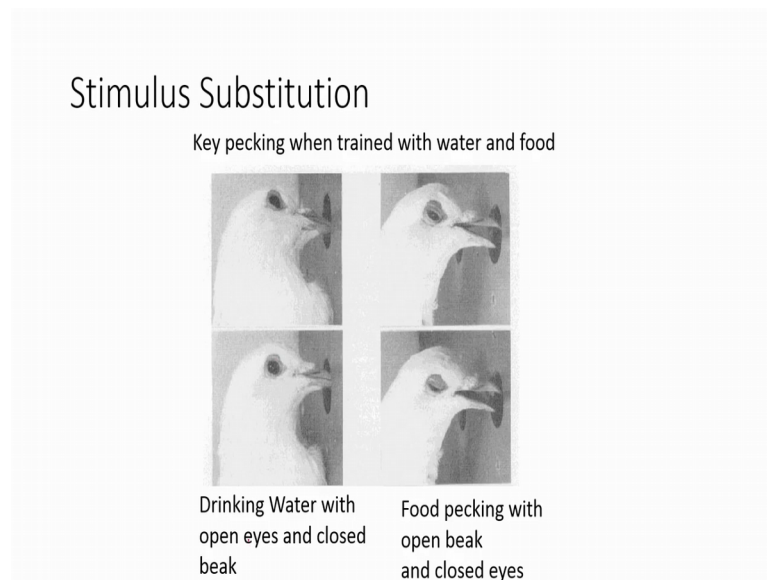 Stimulus Substitution
Key pecking when trained with water and food
Drinking Water with
open eyes and closed
beak
Food pecking with
open beak
and closed eyes